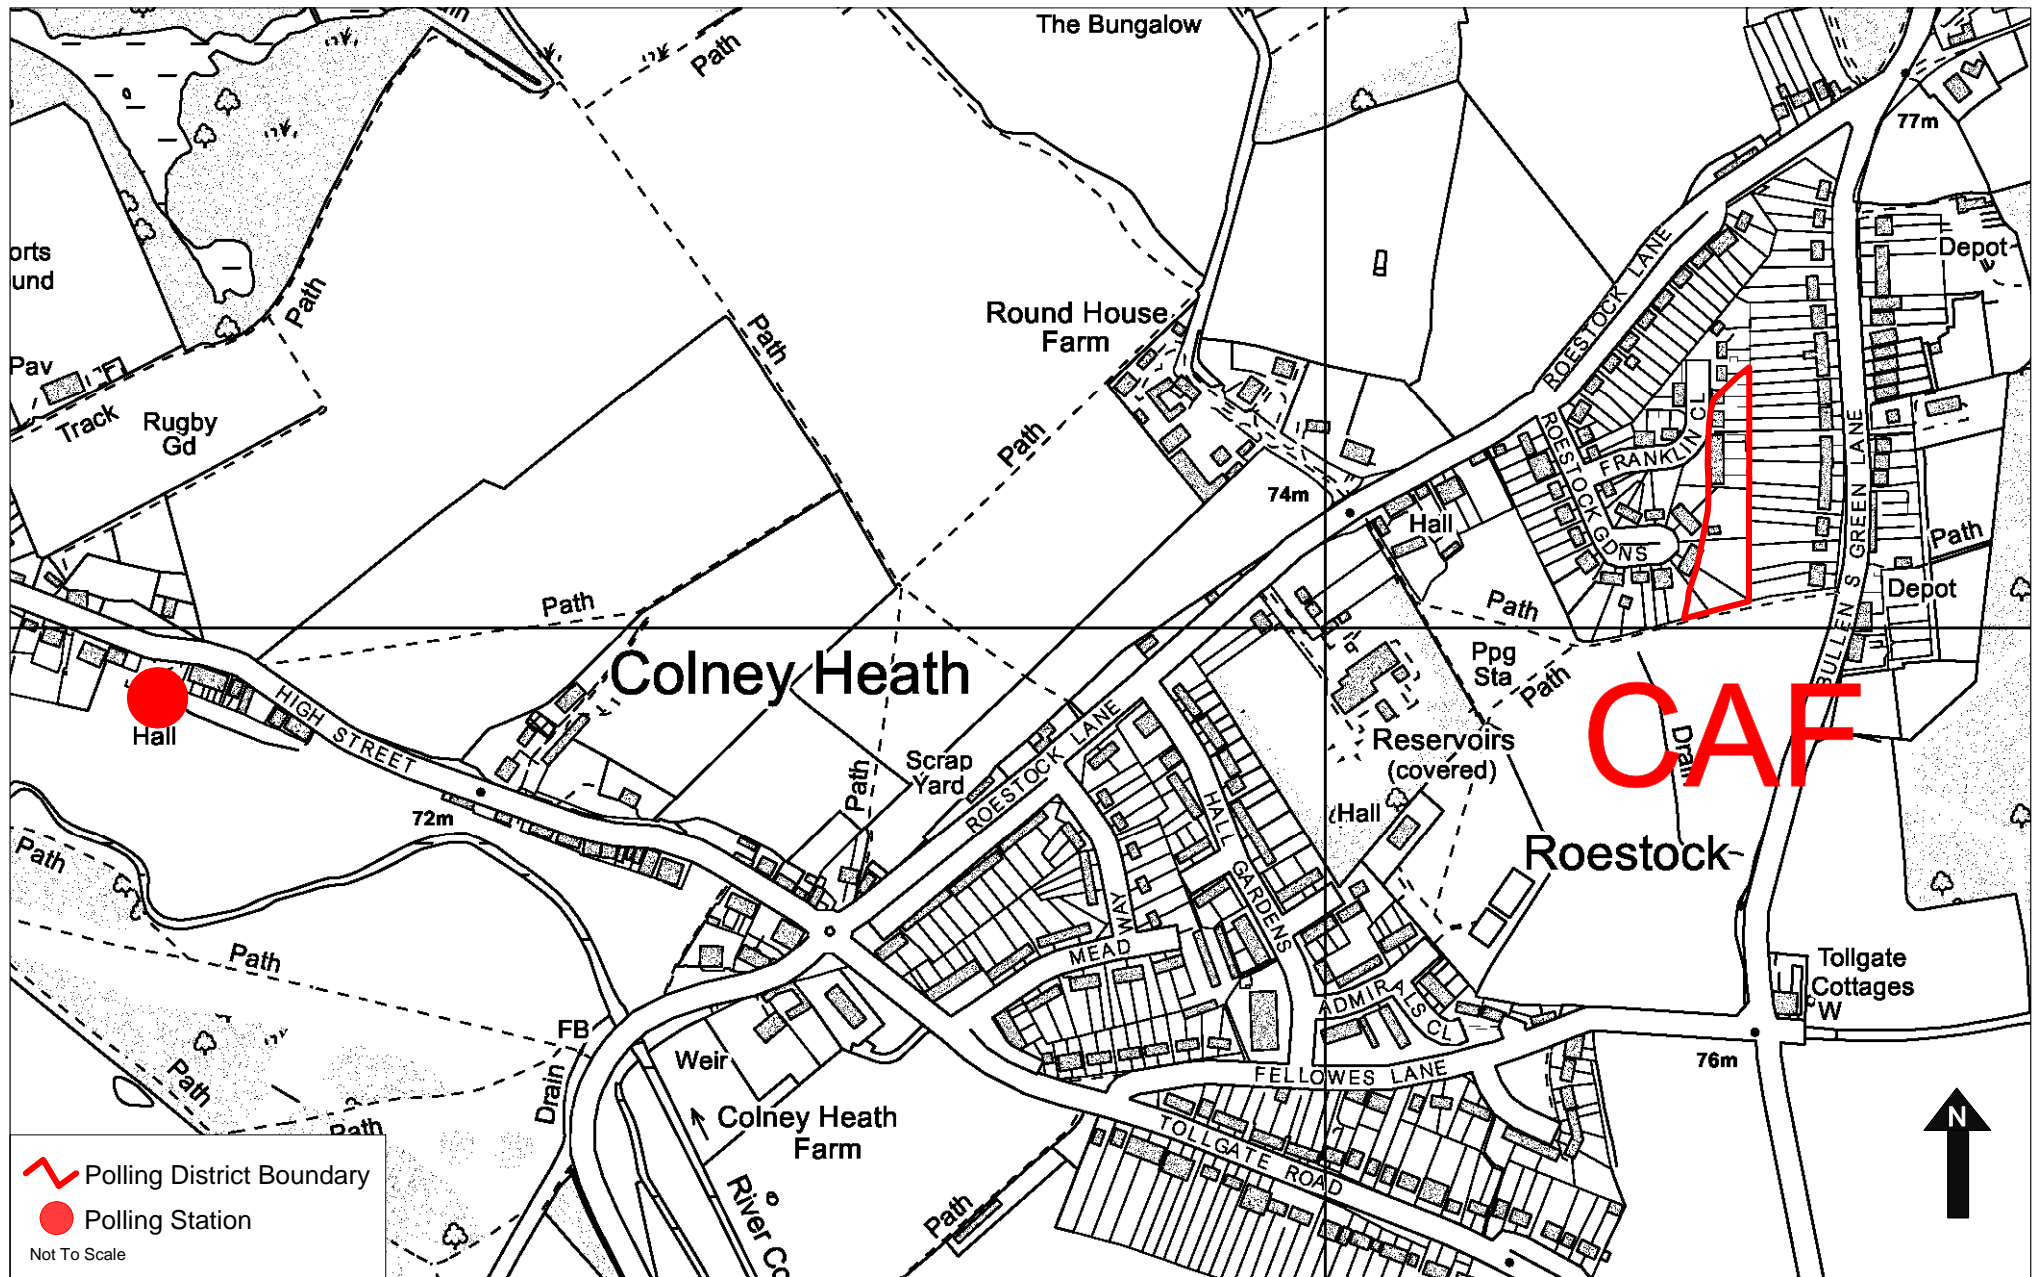 The Bungalow
Path
77m
orts
und
Path
Depot
ROESTOCK LANE
Round House
Farm
Path
Pav
Track
Rugby
Gd
Path
FRANKLIN CL
ROESTOCK GDNS
BULLEN S GREEN LANE
74m
Hall
Path
Depot
Path
Path
Colney Heath
Ppg
Sta
Path
CAF
Hall
HIGH STREET
Scrap
Yard
Path
ROESTOCK LANE
Reservoirs
(covered)
Drain
72m
Hall
HALL GARDENS
Roestock
Path
Path
MEAD WAY
ADMIRALS CL
Tollgate
Cottages
W
FB
Weir
Drain
FELLOWES LANE
76m
Path
Path
Colney Heath
Farm
TOLLGATE ROAD
N
River Co
Path
Polling District Boundary
Polling Station
Not To Scale